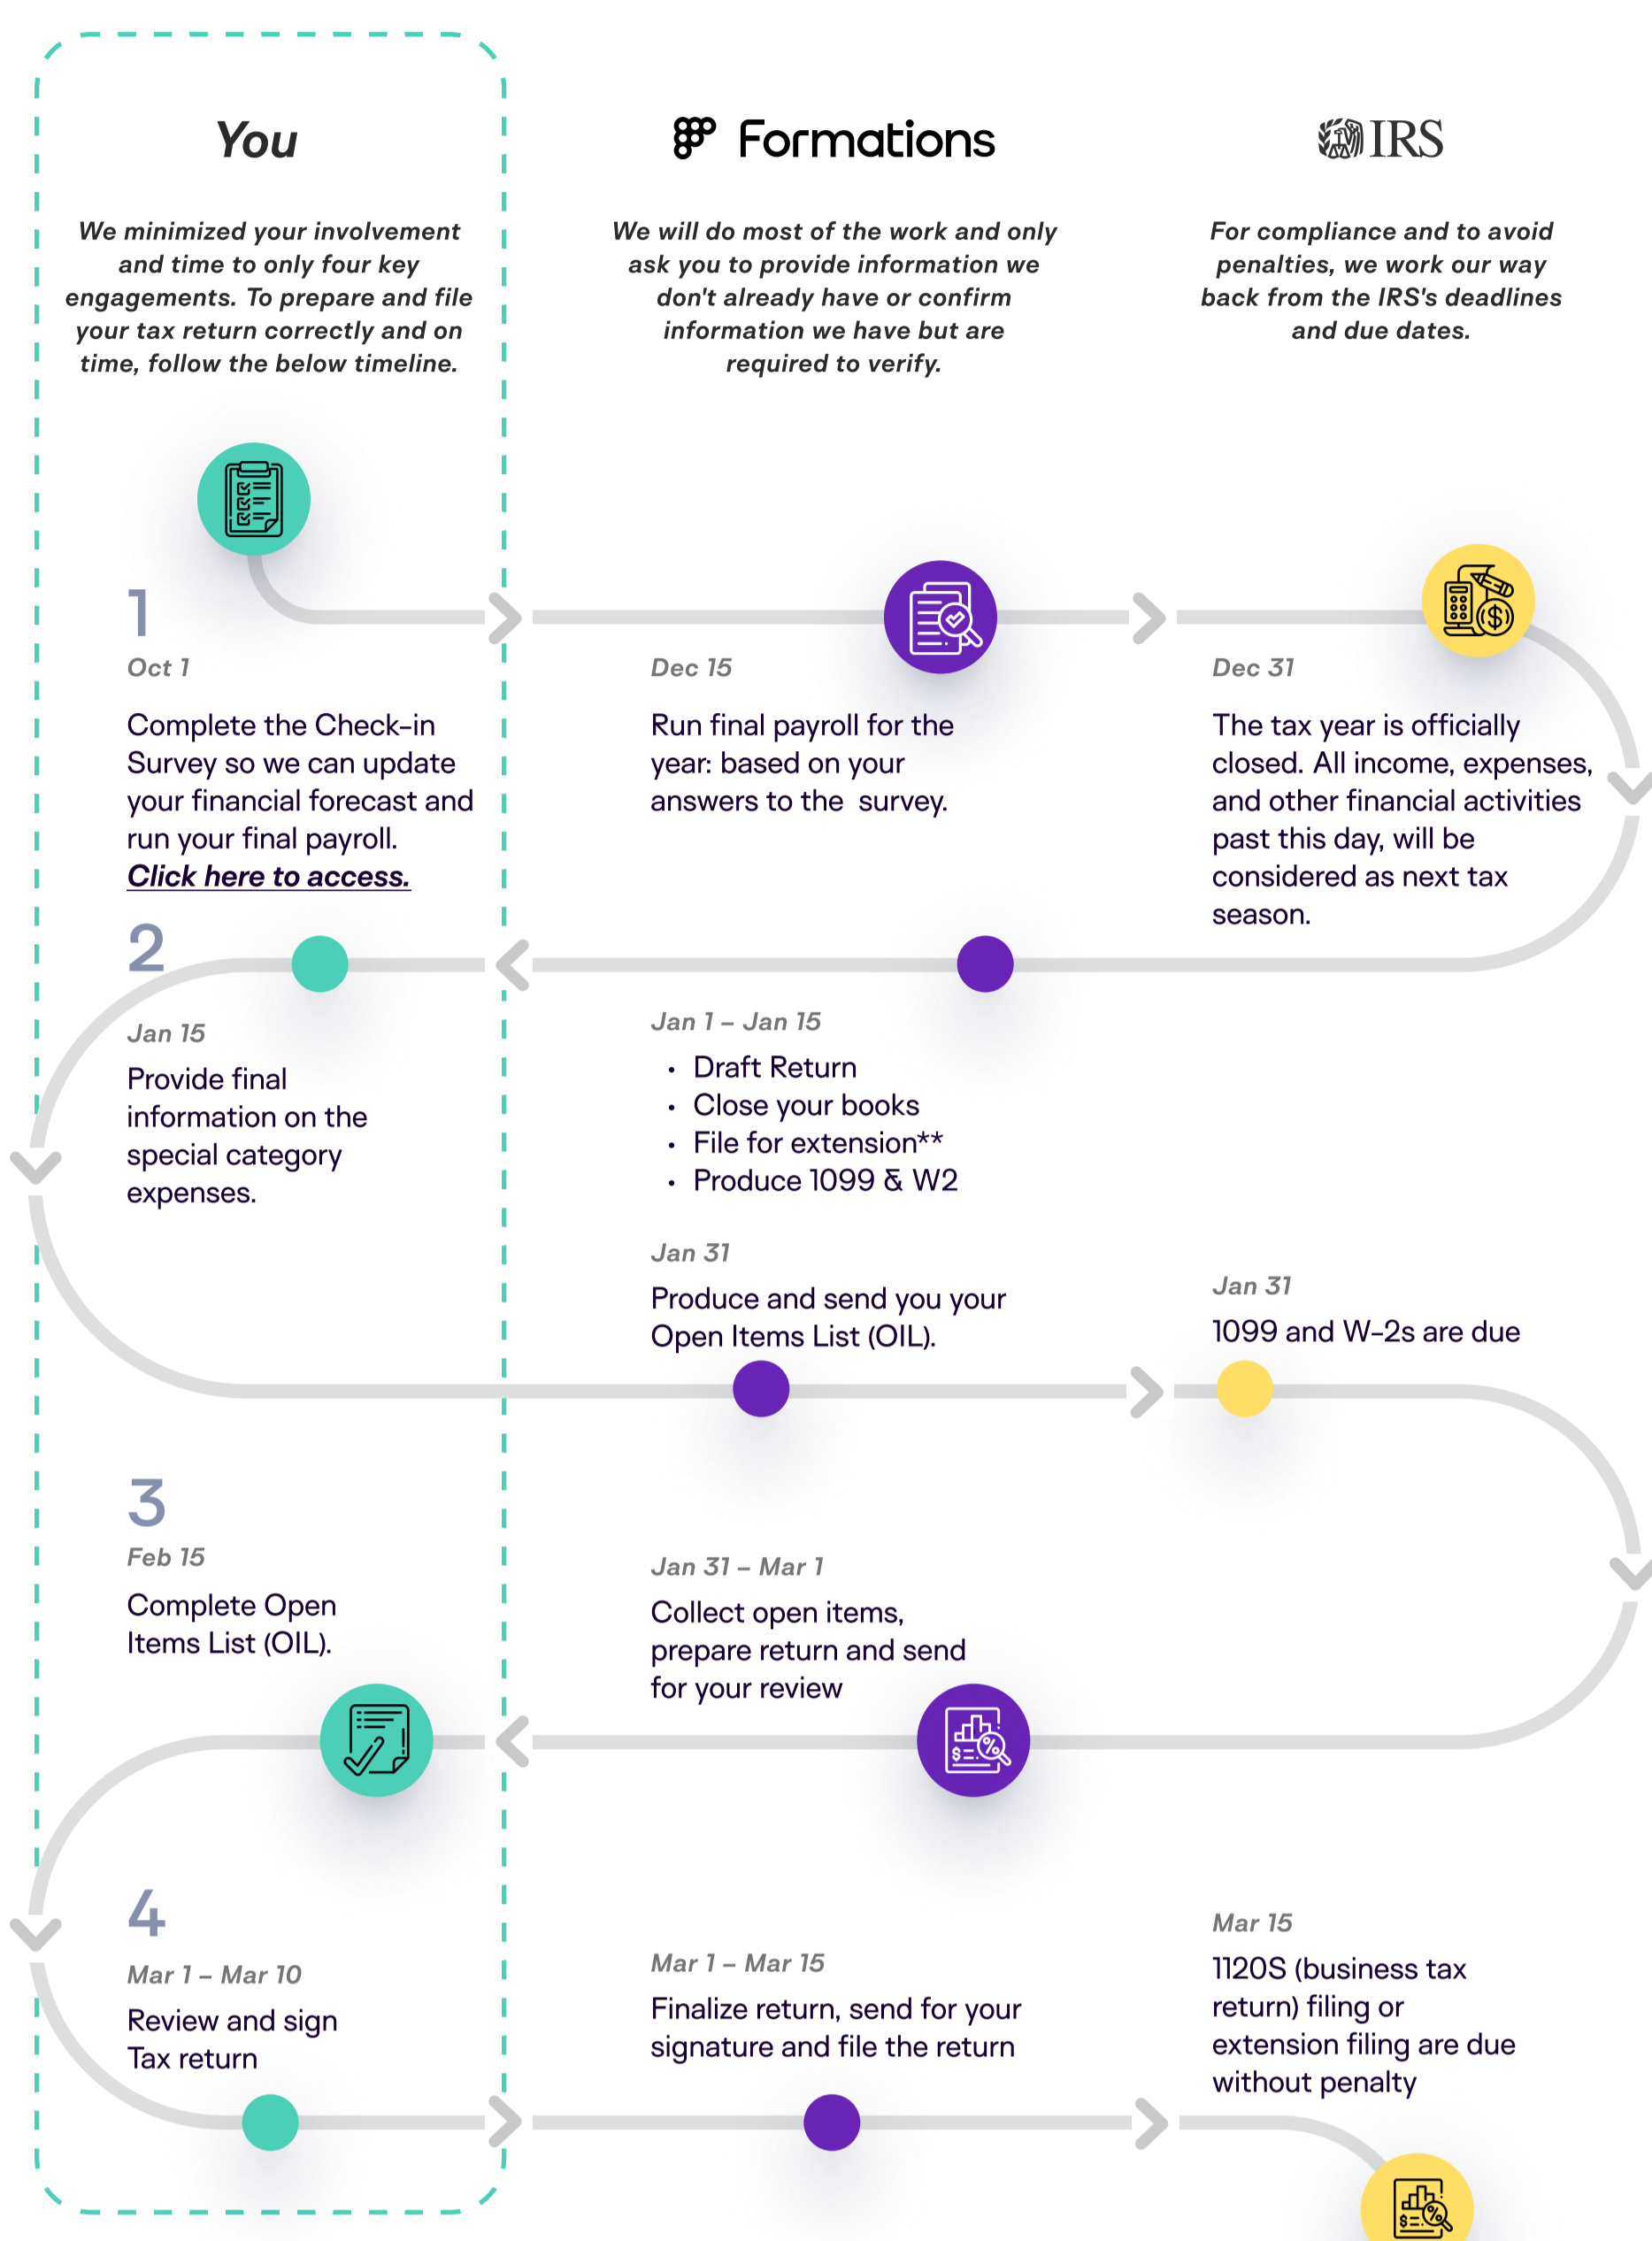 You
Formations
IRS
We minimized your involvement
and time to only four key
engagements. To prepare and file
your tax return correctly and on
time, follow the below timeline.
We will do most of the work and only
ask you to provide information we
don't already have or confirm
information we have but are
required to verify.
For compliance and to avoid
penalties, we work our way
back from the IRS's deadlines
and due dates.
1
Oct 1
Complete the Check-in
Survey so we can update
your financial forecast and
run your final payroll.
Click here to access.
Dec 15
Run final payroll for the
year: based on your
answers to the survey.
Dec 31
The tax year is officially
closed. All income, expenses,
and other financial activities
past this day, will be
considered as next tax
season.
2
Jan 15
Provide final
information on the
special category
expenses.
Jan 1 – Jan 15
• Draft Return
• Close your books
• File for extension**
• Produce 1099 & W2
Jan 31
Produce and send you your
Open Items List (OIL).
Jan 31
1099 and W-2s are due
3
Feb 15
Complete Open
Items List (OIL).
Jan 31 – Mar 1
Collect open items,
prepare return and send
for your review
4
Mar 1 – Mar 10
Review and sign
Tax return
Mar 1 – Mar 15
Finalize return, send for your
signature and file the return
Mar 15
1120S (business tax
return) filing or
extension filing are due
without penalty